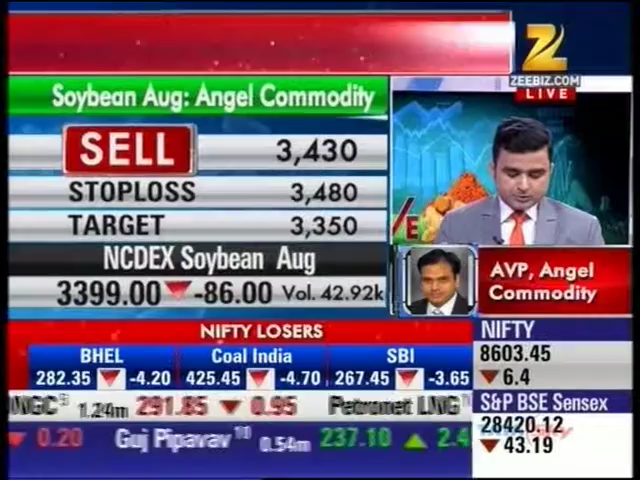 Z
ZEEBIZ.COM
LIVE
Soybean Aug: Angel Commodity
SELL 3,430
STOPLOSS 3,480
TARGET 3,350
NCDEX Soybean Aug
3399.00 -86.00 Vol. 42.92k
AVP, Angel
Commodity
NIFTY LOSERS
BHEL Coal India SBI
282.35 -4.20 425.45 -4.70 267.45 -3.65
NIFTY
8603.45
6.4
S&P BSE Sensex
28420.12
43.19
1.24m 291.85 0.95 Petronet LNG
0.20 Guj Pipavav 0.54m 237.10 2.4